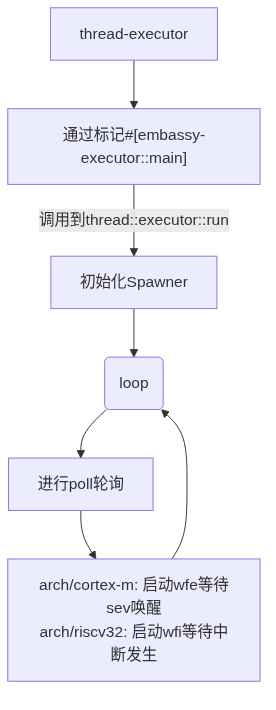 thread-executor
通过标记#[embassy-
executor::main]
调用到thread::executor::run
初始化Spawner
loop
进行poll轮询
arch/cortex-m: 启动wfe等待
sev唤醒
arch/riscv32: 启动wfi等待中
断发生